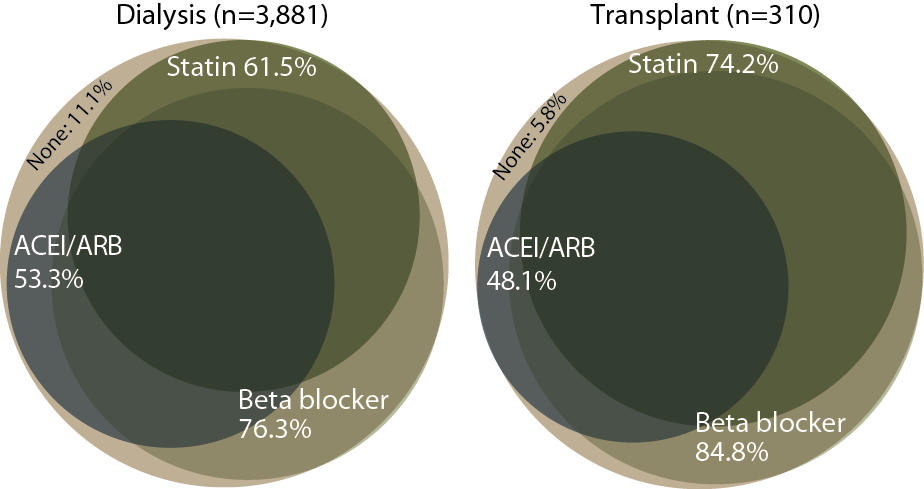 Dialysis (n=3,881)
Statin 61.5%
None: 11.1%
ACEI/ARB
53.3%
Beta blocker
76.3%
Transplant (n=310)
Statin 74.2%
None: 5.8%
ACEI/ARB
48.1%
Beta blocker
84.8%